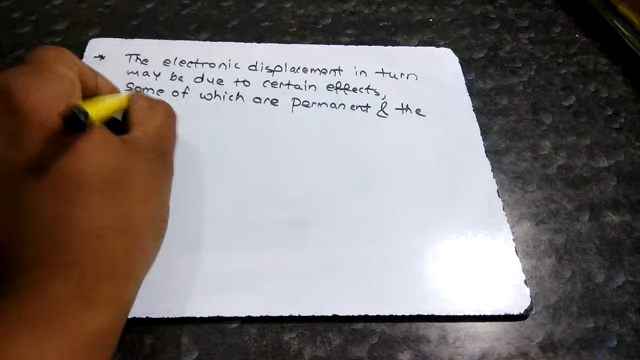 * The electronic displacement in turn
may be due to certain effects,
some of which are permanent & the